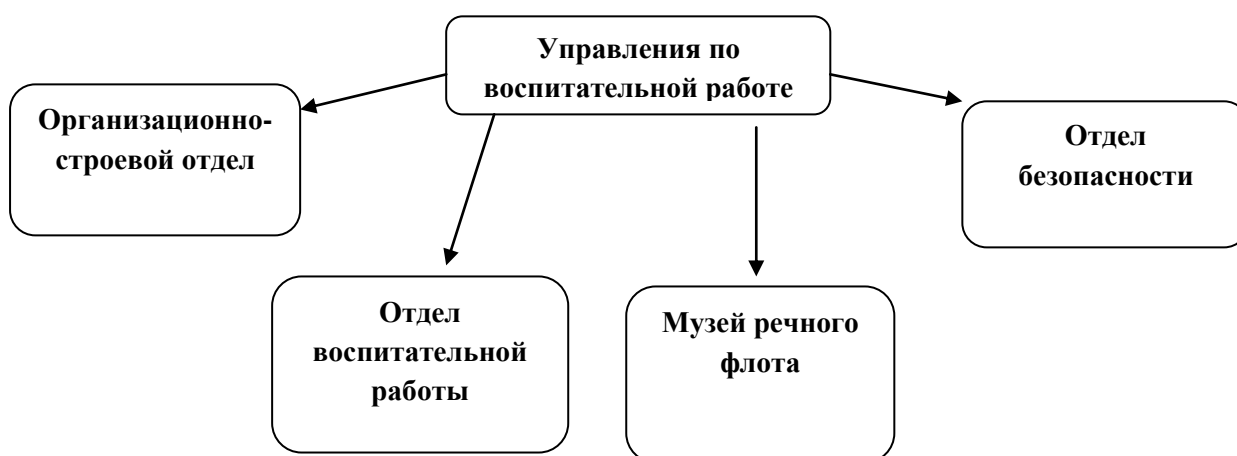 Управления по
воспитательной работе
Организационно-
строевой отдел
Отдел
безопасности
Отдел
воспитательной
работы
Музей речного
флота